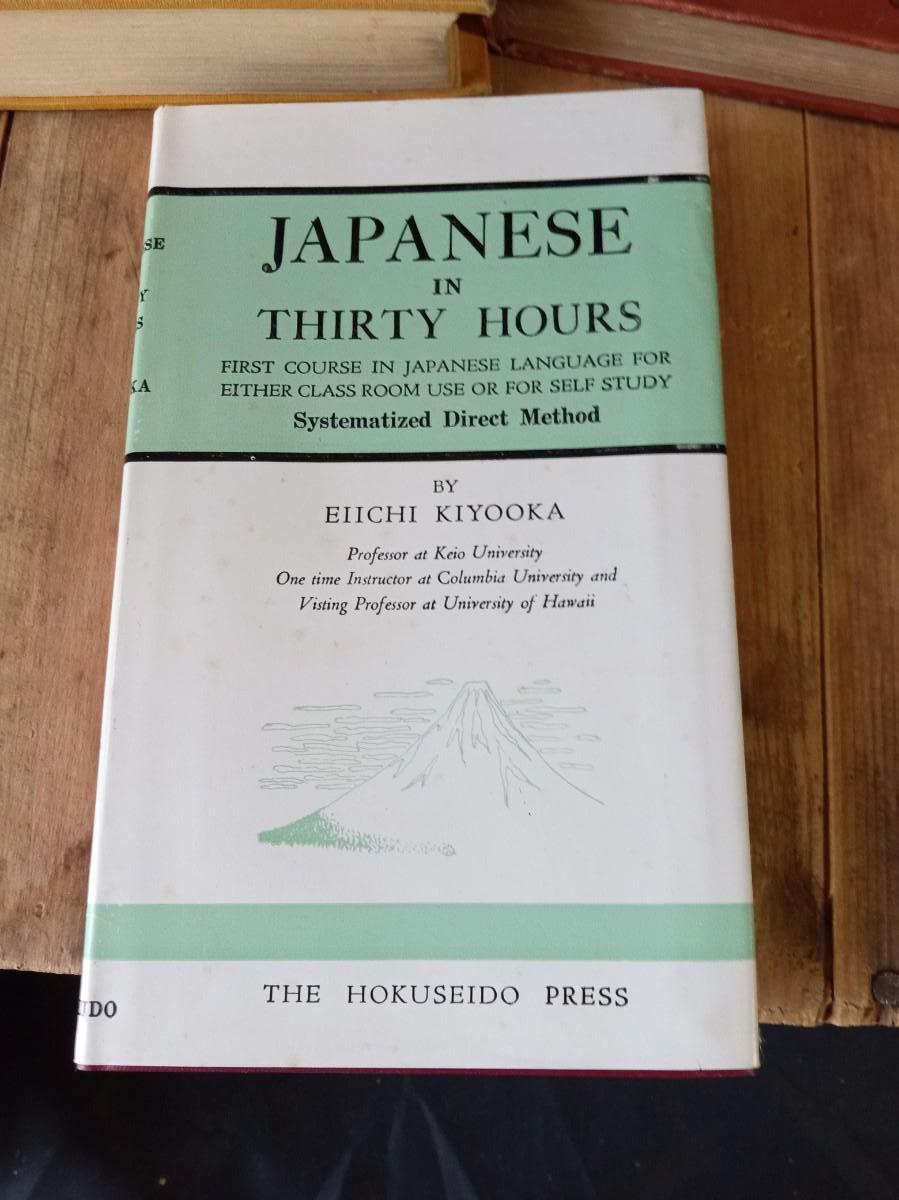 JAPANESE
IN
THIRTY HOURS
FIRST COURSE IN JAPANESE LANGUAGE FOR
EITHER CLASS ROOM USE OR FOR SELF STUDY
Systematized Direct Method
BY
EIICHI KIYOOKA
Professor at Keio University
One time Instructor at Columbia University and
Visting Professor at University of Hawaii
THE HOKUSEIDO PRESS